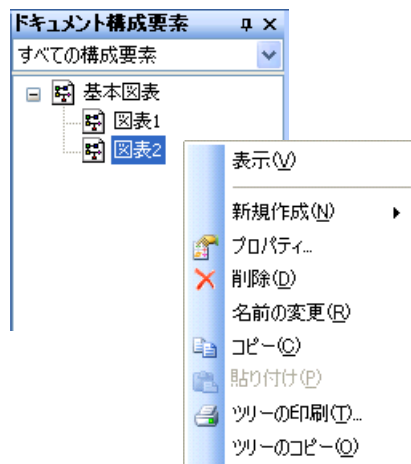 ドキュメント構成要素
すべての構成要素
基本図表
図表1
図表2
表示(V)
新規作成(N)
プロパティ...
削除(D)
名前の変更(R)
コピー(C)
貼り付け(P)
ツリーの印刷(T)...
ツリーのコピー(O)